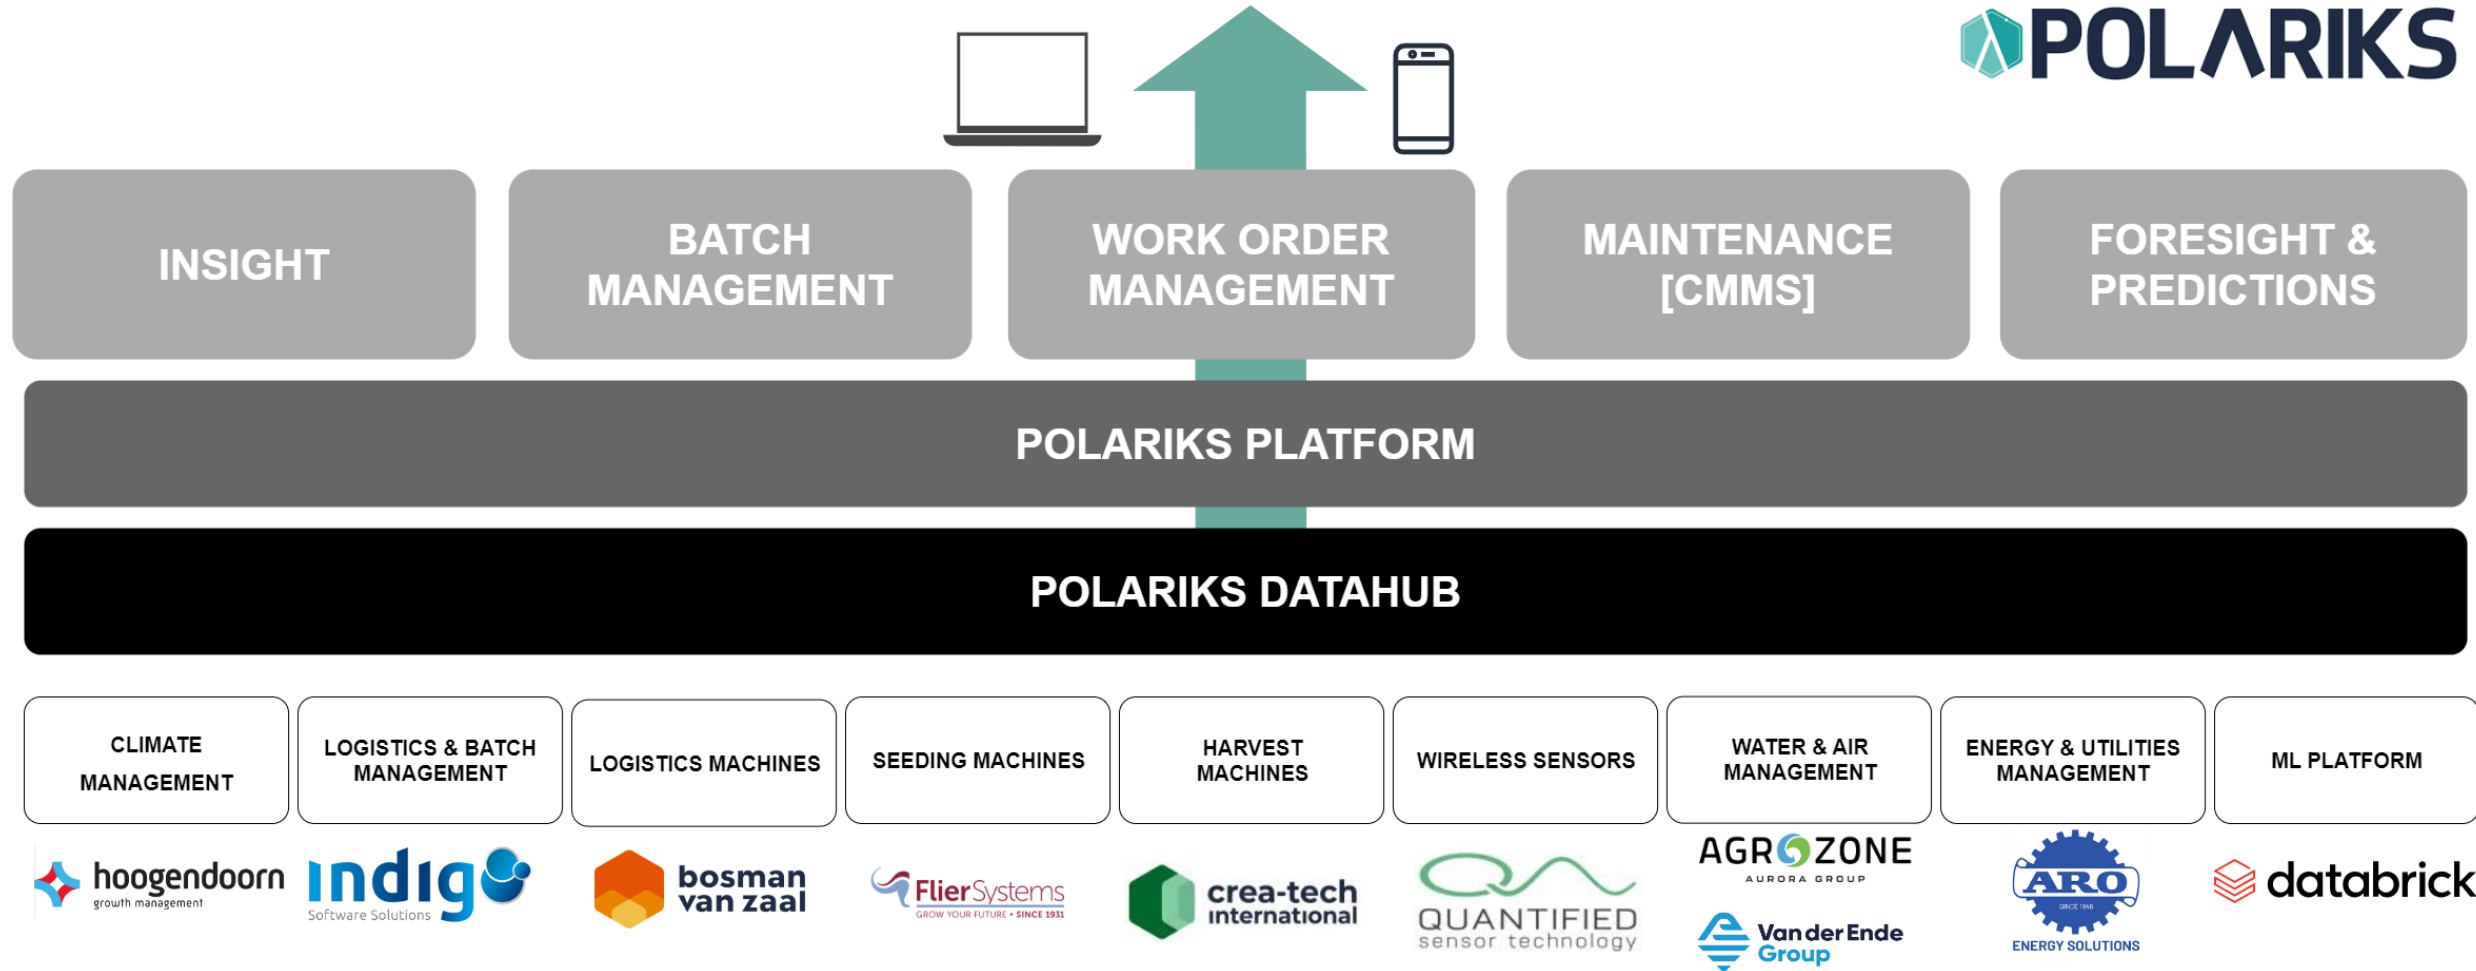 POLARIKS
INSIGHT
BATCH
MANAGEMENT
WORK ORDER
MANAGEMENT
MAINTENANCE
[CMMS]
FORESIGHT &
PREDICTIONS
POLARIKS PLATFORM
POLARIKS DATAHUB
CLIMATE
MANAGEMENT
LOGISTICS & BATCH
MANAGEMENT
LOGISTICS MACHINES
SEEDING MACHINES
HARVEST
MACHINES
WIRELESS SENSORS
WATER & AIR
MANAGEMENT
ENERGY & UTILITIES
MANAGEMENT
ML PLATFORM
hoogendoorn
growth management
indigo
Software Solutions
bosman
van zaal
FlierSystems
GROW YOUR FUTURE • SINCE 1931
crea-tech
international
QUANTIFIED
sensor technology
AGROZONE
AURORA GROUP
Van der Ende
Group
ARO
SINCE 1946
ENERGY SOLUTIONS
databrick